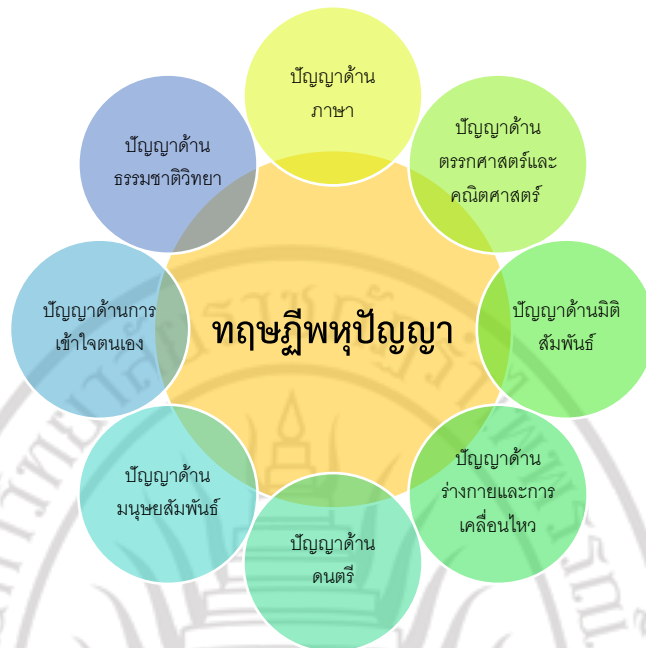 ปัญญาด้าน
ภาษา
ปัญญาด้าน
ตรรกศาสตร์และ
คณิตศาสตร์
ปัญญาด้านมิติ
สัมพันธ์
ปัญญาด้าน
ร่างกายและการ
เคลื่อนไหว
ปัญญาด้าน
ดนตรี
ปัญญาด้าน
มนุษยสัมพันธ์
ปัญญาด้านการ
เข้าใจตนเอง
ปัญญาด้าน
ธรรมชาติวิทยา
ทฤษฏีพหุปัญญา